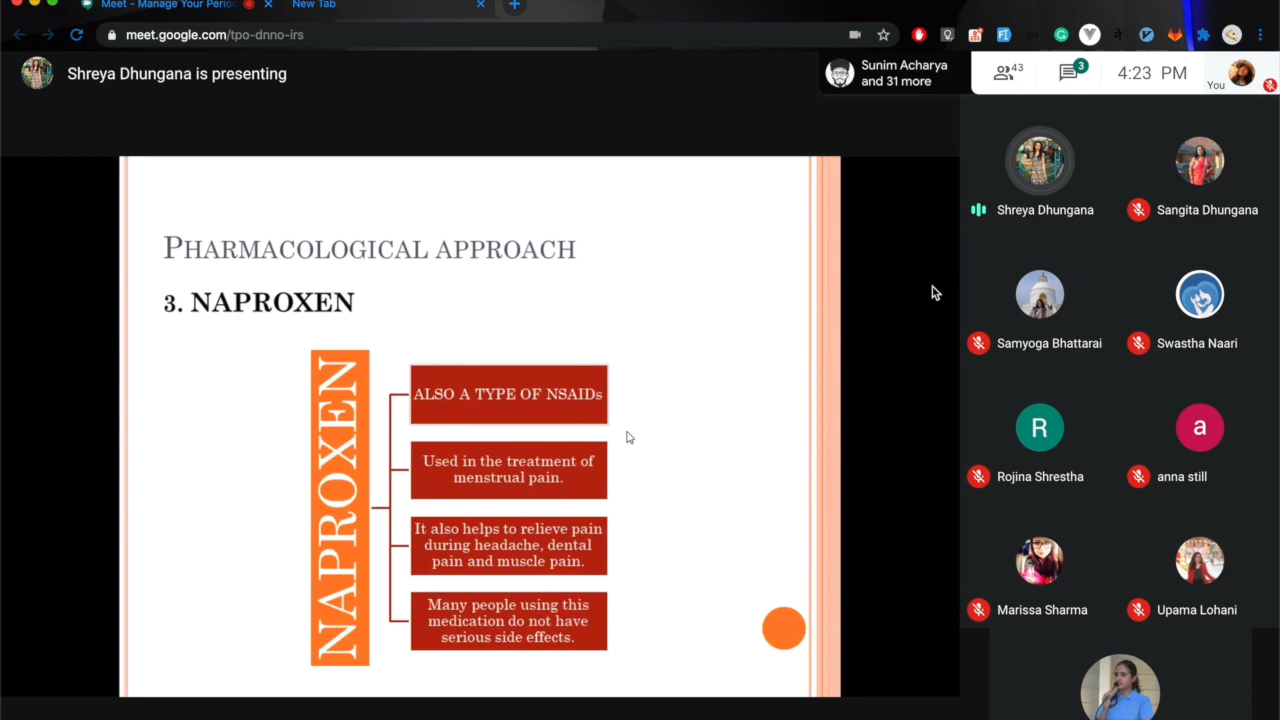 Meet - Manage Your Perio
New Tab
meet.google.com/tpo-dnno-irs
Shreya Dhungana is presenting
Sunim Acharya
and 31 more
43
3
4:23 PM
You
PHARMACOLOGICAL APPROACH
3. NAPROXEN
NAPROXEN
ALSO A TYPE OF NSAIDs
Used in the treatment of
menstrual pain.
It also helps to relieve pain
during headache, dental
pain and muscle pain.
Many people using this
medication do not have
serious side effects.
Shreya Dhungana
Sangita Dhungana
Samyoga Bhattarai
Swastha Naari
R
a
Rojina Shrestha
anna still
Marissa Sharma
Upama Lohani